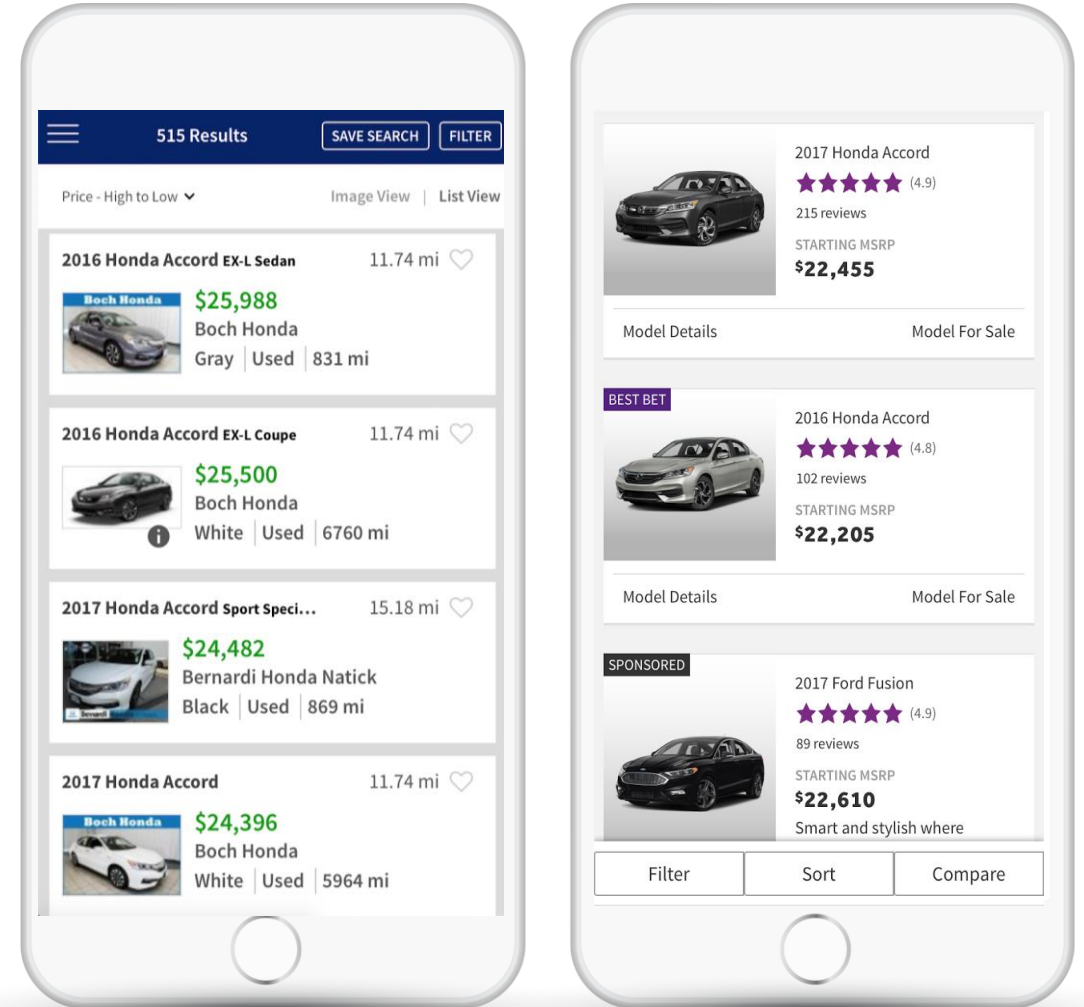 515 Results
SAVE SEARCH
FILTER
Price - High to Low
Image View | List View
2016 Honda Accord EX-L Sedan
11.74 mi
Boch Honda
$25,988
Boch Honda
Gray | Used | 831 mi
2016 Honda Accord EX-L Coupe
11.74 mi
$25,500
Boch Honda
i
White | Used | 6760 mi
2017 Honda Accord Sport Speci...
15.18 mi
$24,482
Bernardi Honda Natick
Black | Used | 869 mi
Bernardi
2017 Honda Accord
11.74 mi
Boch Honda
$24,396
Boch Honda
White | Used | 5964 mi
2017 Honda Accord
(4.9)
215 reviews
STARTING MSRP
$22,455
Model Details
Model For Sale
BEST BET
2016 Honda Accord
(4.8)
102 reviews
STARTING MSRP
$22,205
Model Details
Model For Sale
SPONSORED
2017 Ford Fusion
(4.9)
89 reviews
STARTING MSRP
$22,610
Smart and stylish where
Filter
Sort
Compare